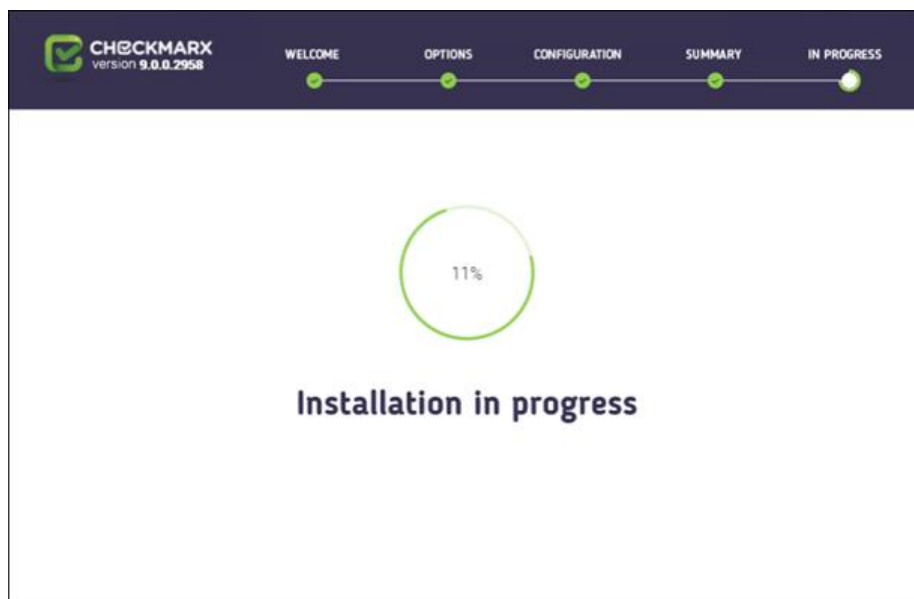 CHECKMARX
version 9.0.0.2958
WELCOME
OPTIONS
CONFIGURATION
SUMMARY
IN PROGRESS
11%
Installation in progress